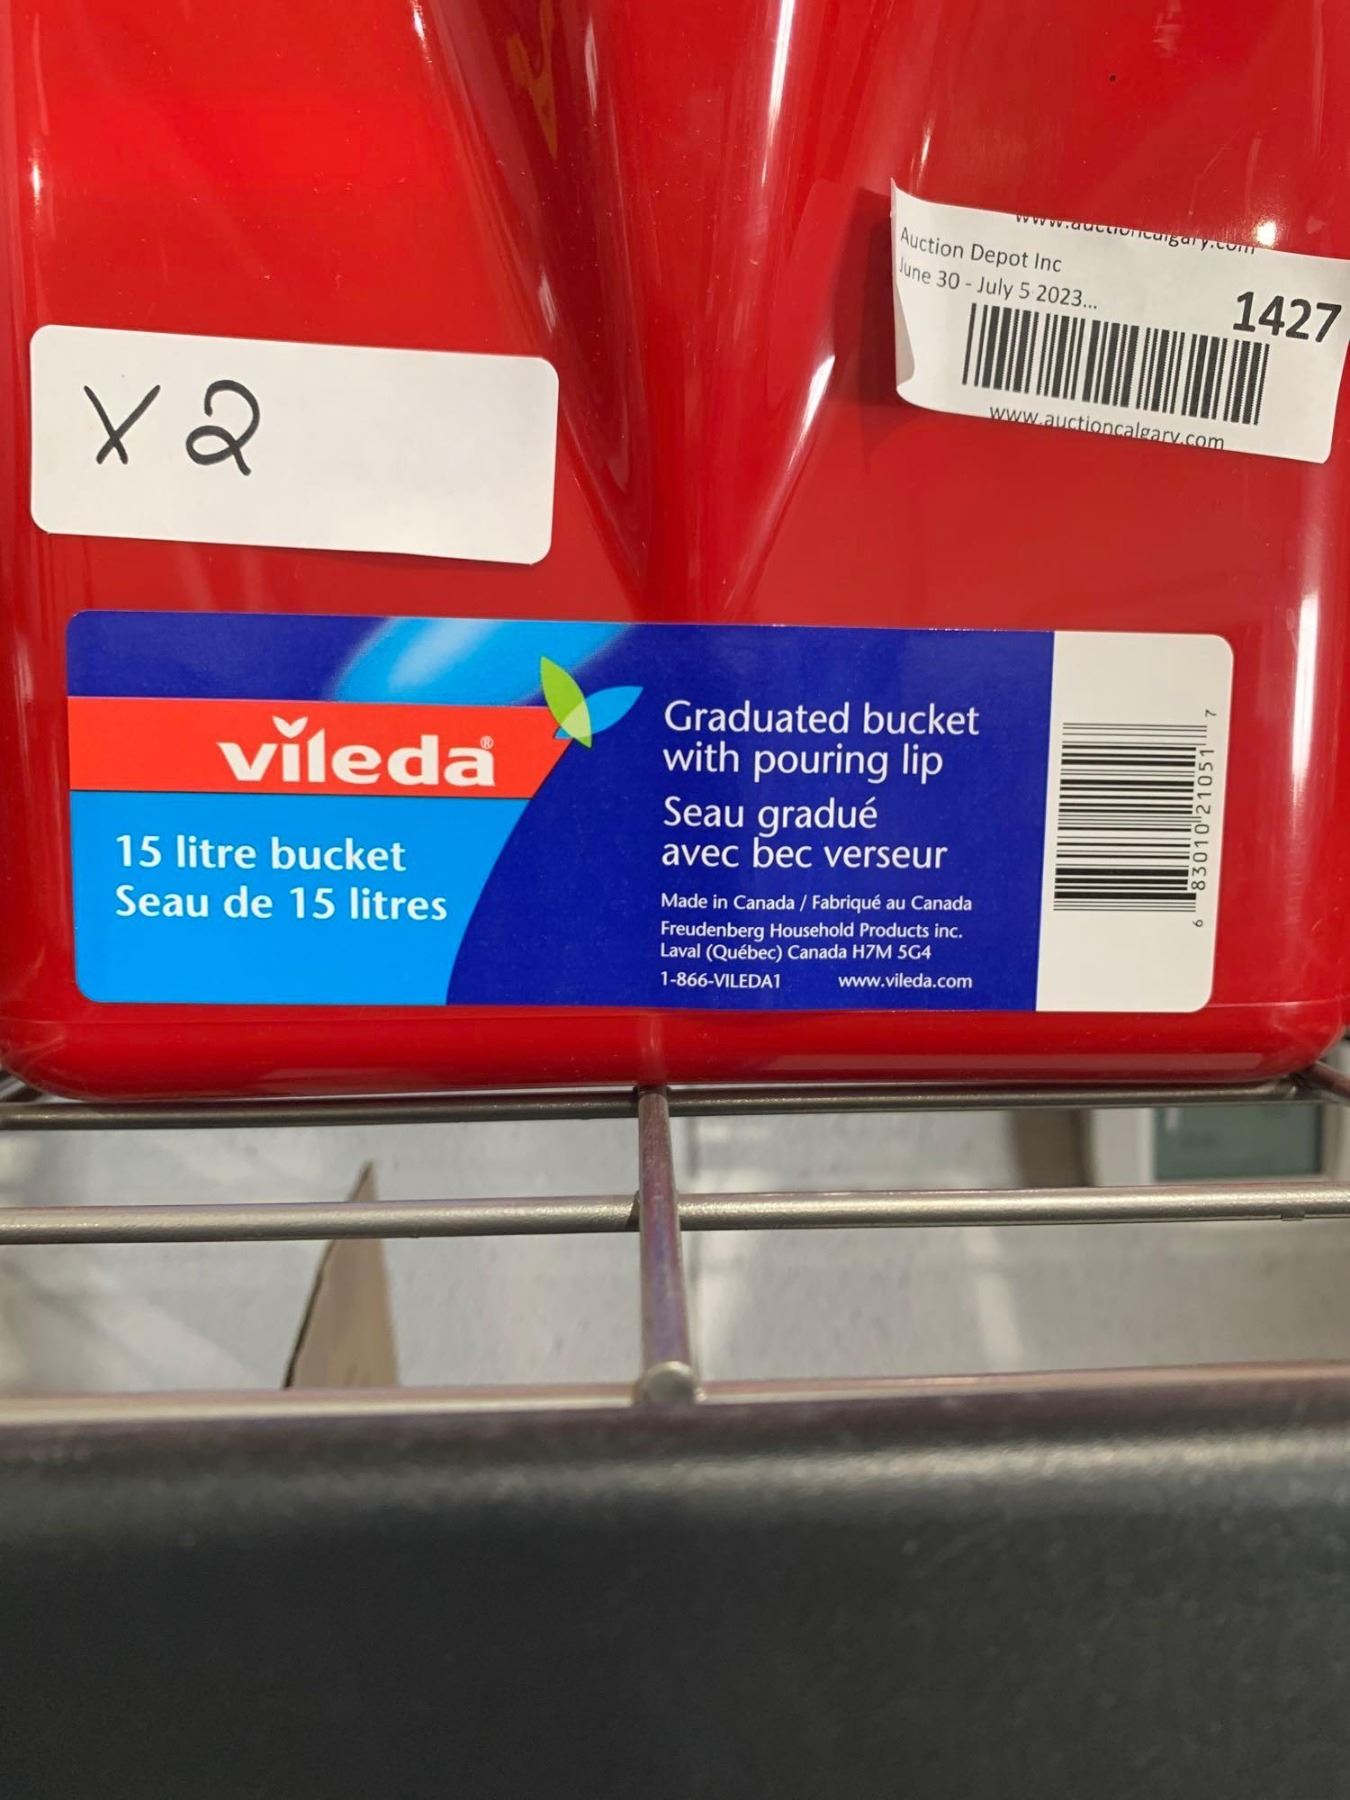 www.auctioncalgary.com
Auction Depot Inc
June 30 - July 5 2023...
1427
www.auctioncalgary.com
X2
vileda®
15 litre bucket
Seau de 15 litres
Graduated bucket
with pouring lip
Seau gradué
avec bec verseur
Made in Canada / Fabriqué au Canada
Freudenberg Household Products inc.
Laval (Québec) Canada H7M 5G4
1-866-VILEDA1 www.vileda.com
6 83010 21051 7